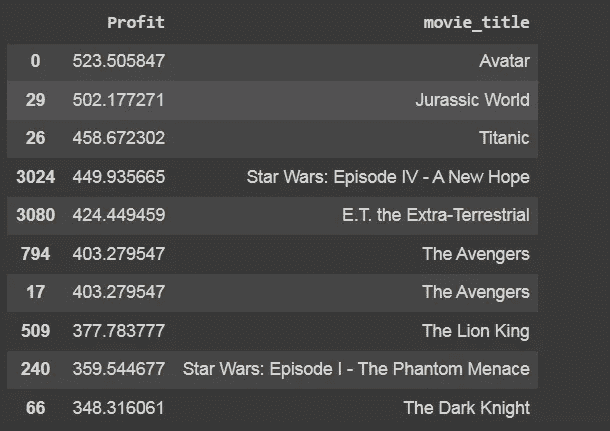 Profit movie_title
0 523.505847 Avatar
29 502.177271 Jurassic World
26 458.672302 Titanic
3024 449.935665 Star Wars: Episode IV - A New Hope
3080 424.449459 E.T. the Extra-Terrestrial
794 403.279547 The Avengers
17 403.279547 The Avengers
509 377.783777 The Lion King
240 359.544677 Star Wars: Episode I - The Phantom Menace
66 348.316061 The Dark Knight